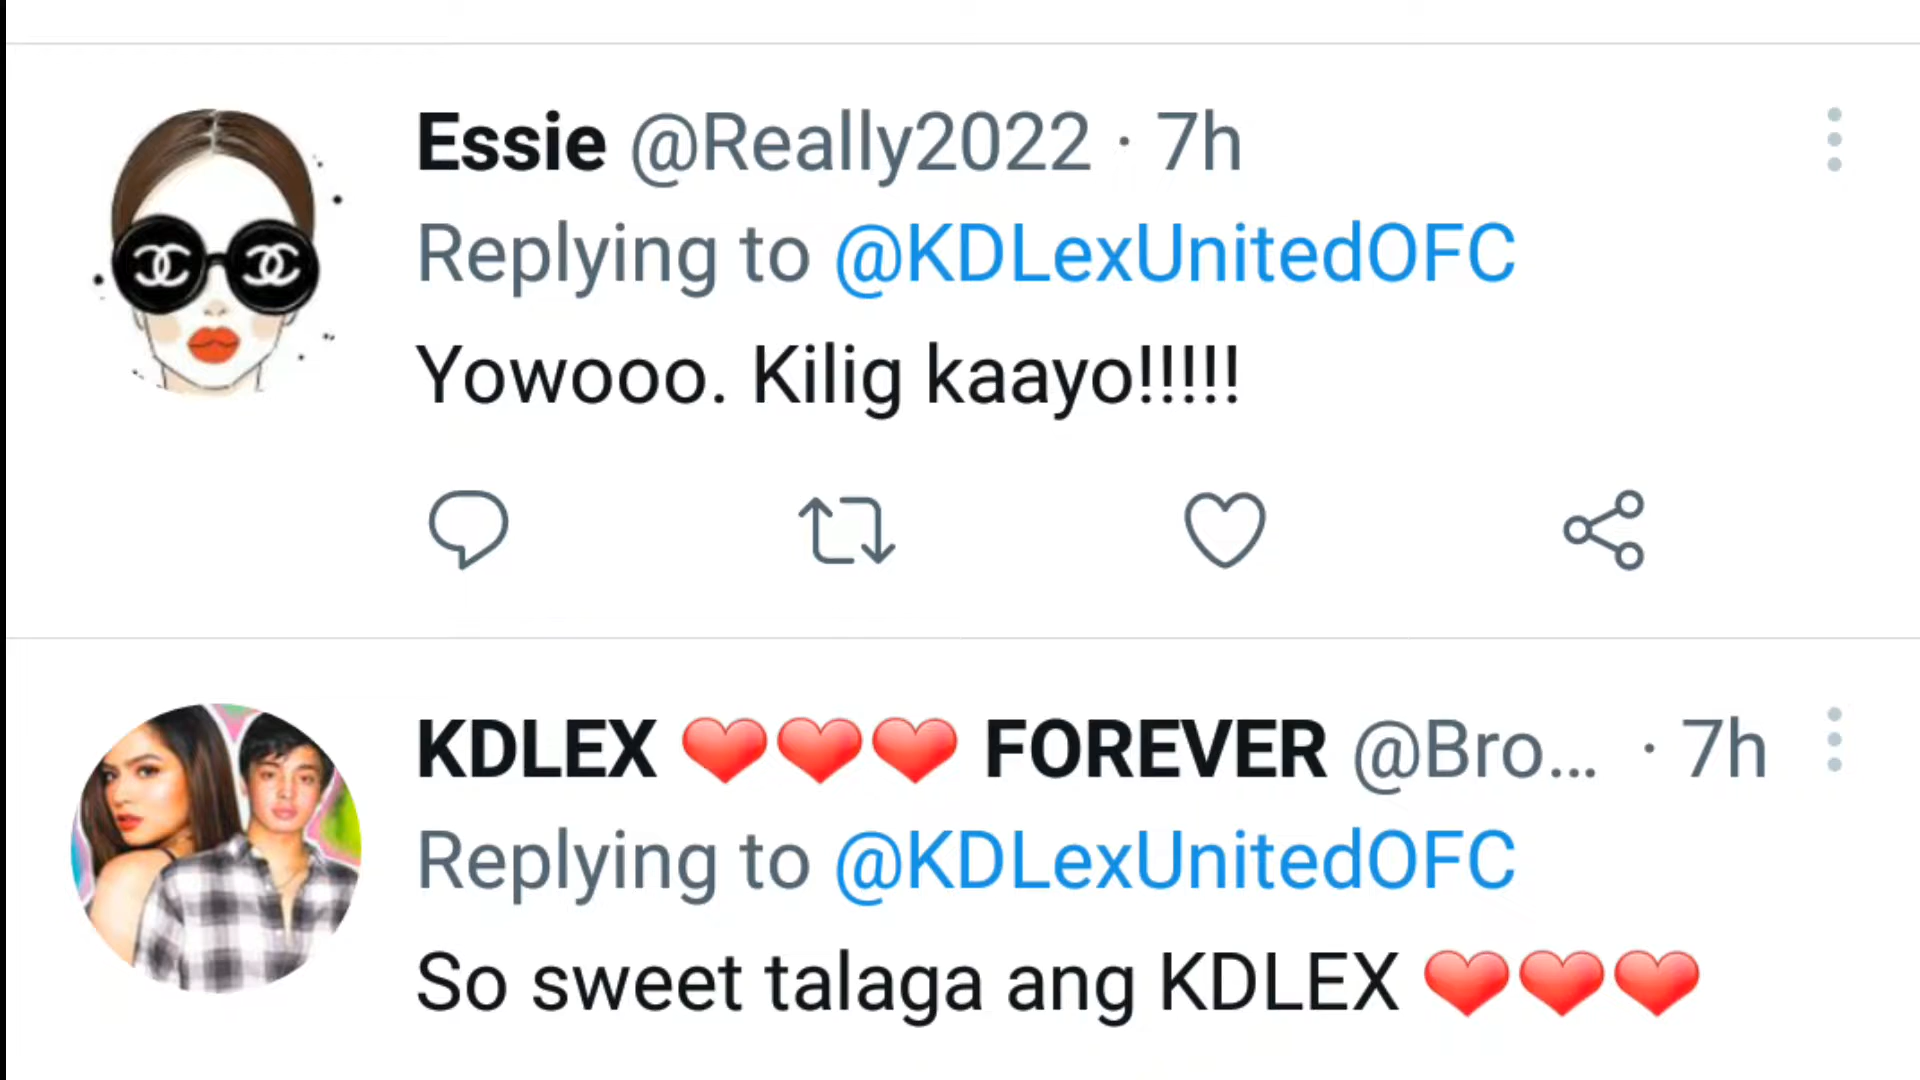 Essie @Really2022 · 7h
Replying to @KDLexUnitedOFC
Yowooo. Kilig kaayo!!!!!
KDLEX ❤❤❤ FOREVER @Bro... · 7h
Replying to @KDLexUnitedOFC
So sweet talaga ang KDLEX ❤❤❤